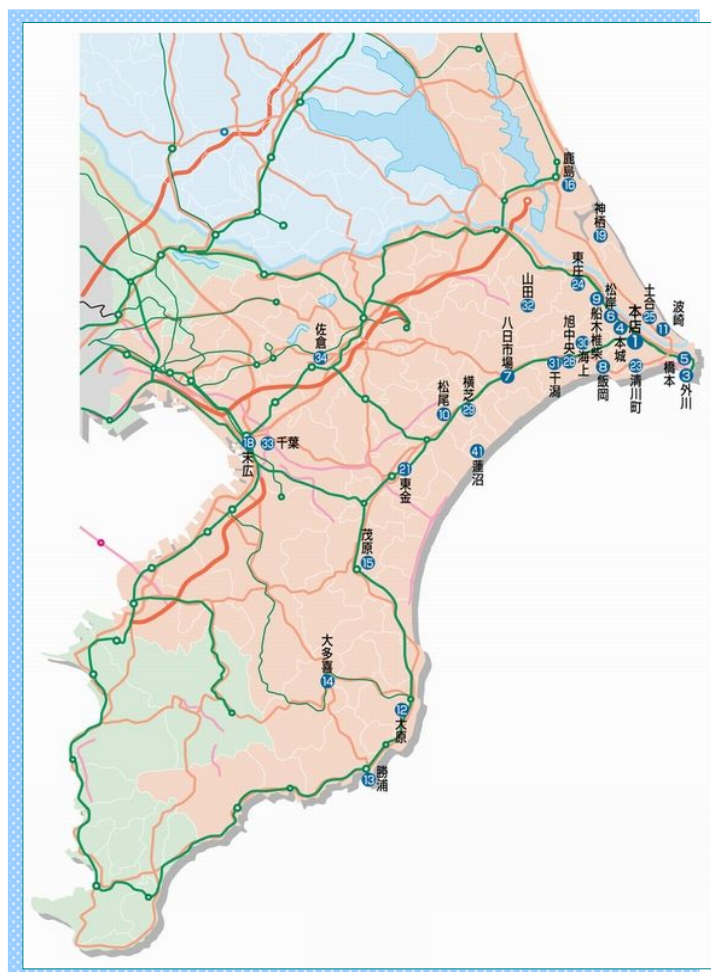 鹿島
16
神栖
19
東庄
24
山田
32
松岸
6
船木
9
土合
25
波崎
11
本店
1
本城
4
椎柴
30
海上
旭中央
28
干潟
31
飯岡
8
清川町
23
橋本
5
外川
3
八日市場
7
佐倉
34
横芝
29
松尾
10
蓮沼
41
千葉
33
末広
18
東金
21
茂原
15
大多喜
14
大原
12
勝浦
13